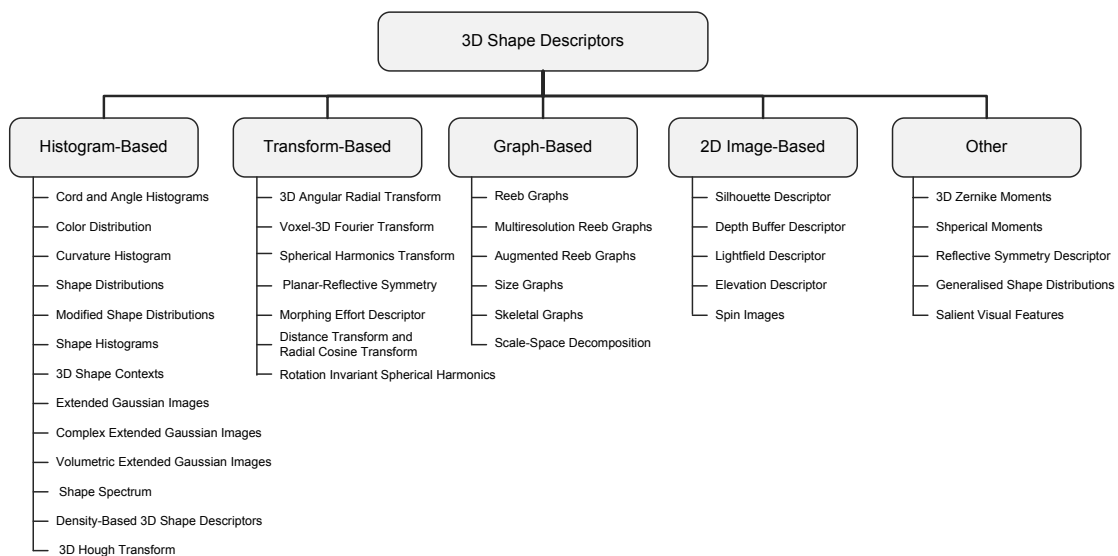 3D Shape Descriptors
Histogram-Based
Cord and Angle Histograms
Color Distribution
Curvature Histogram
Shape Distributions
Modified Shape Distributions
Shape Histograms
3D Shape Contexts
Extended Gaussian Images
Complex Extended Gaussian Images
Volumetric Extended Gaussian Images
Shape Spectrum
Density-Based 3D Shape Descriptors
3D Hough Transform
Transform-Based
3D Angular Radial Transform
Voxel-3D Fourier Transform
Spherical Harmonics Transform
Planar-Reflective Symmetry
Morphing Effort Descriptor
Distance Transform and
Radial Cosine Transform
Rotation Invariant Spherical Harmonics
Graph-Based
Reeb Graphs
Multiresolution Reeb Graphs
Augmented Reeb Graphs
Size Graphs
Skeletal Graphs
Scale-Space Decomposition
2D Image-Based
Silhouette Descriptor
Depth Buffer Descriptor
Lightfield Descriptor
Elevation Descriptor
Spin Images
Other
3D Zernike Moments
Shperical Moments
Reflective Symmetry Descriptor
Generalised Shape Distributions
Salient Visual Features